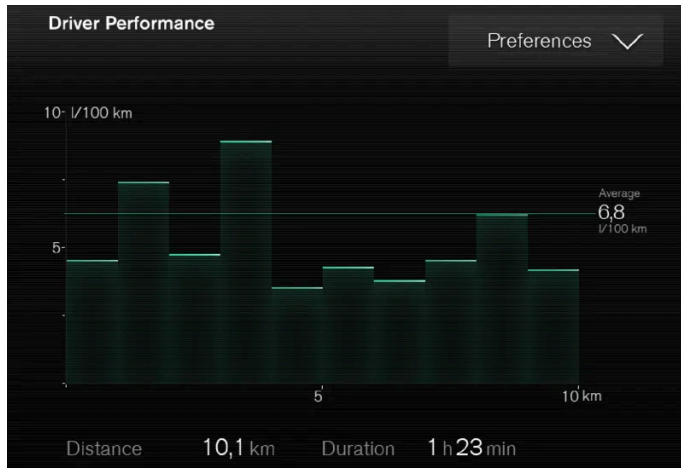 Driver Performance
Preferences
10 l/100 km
Average
6,8
l/100 km
5
5
10 km
Distance 10,1 km Duration 1 h 23 min